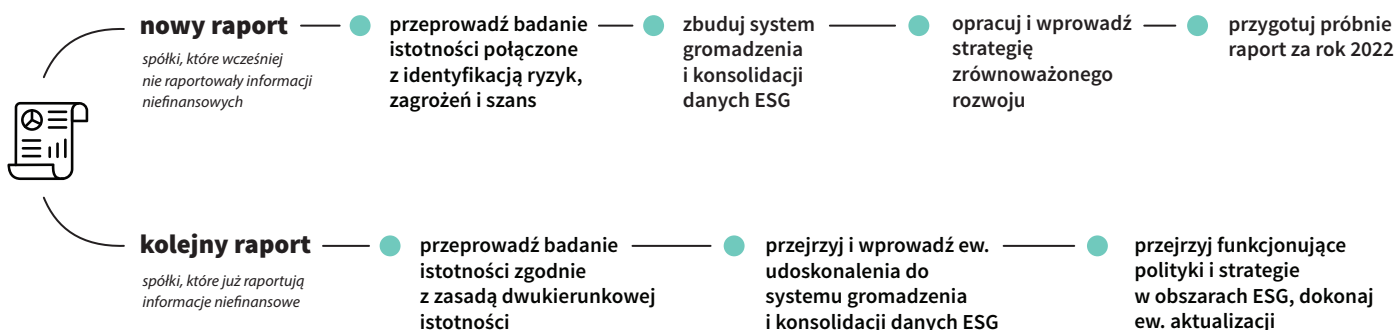 nowy raport
spółki, które wcześniej
nie raportowały informacji
niefinansowych
przeprowadź badanie
istotności połączone
z identyfikacją ryzyk,
zagrożeń i szans
zbuduj system
gromadzenia
i konsolidacji
danych ESG
opracuj i wprowadź
strategię
zrównoważonego
rozwoju
przygotuj próbnie
raport za rok 2022
kolejny raport
spółki, które już raportują
informacje niefinansowe
przeprowadź badanie
istotności zgodnie
z zasadą dwukierunkowej
istotności
przejrzyj i wprowadź ew.
udoskonalenia do
systemu gromadzenia
i konsolidacji danych ESG
przejrzyj funkcjonujące
polityki i strategie
w obszarach ESG, dokonaj
ew. aktualizacji